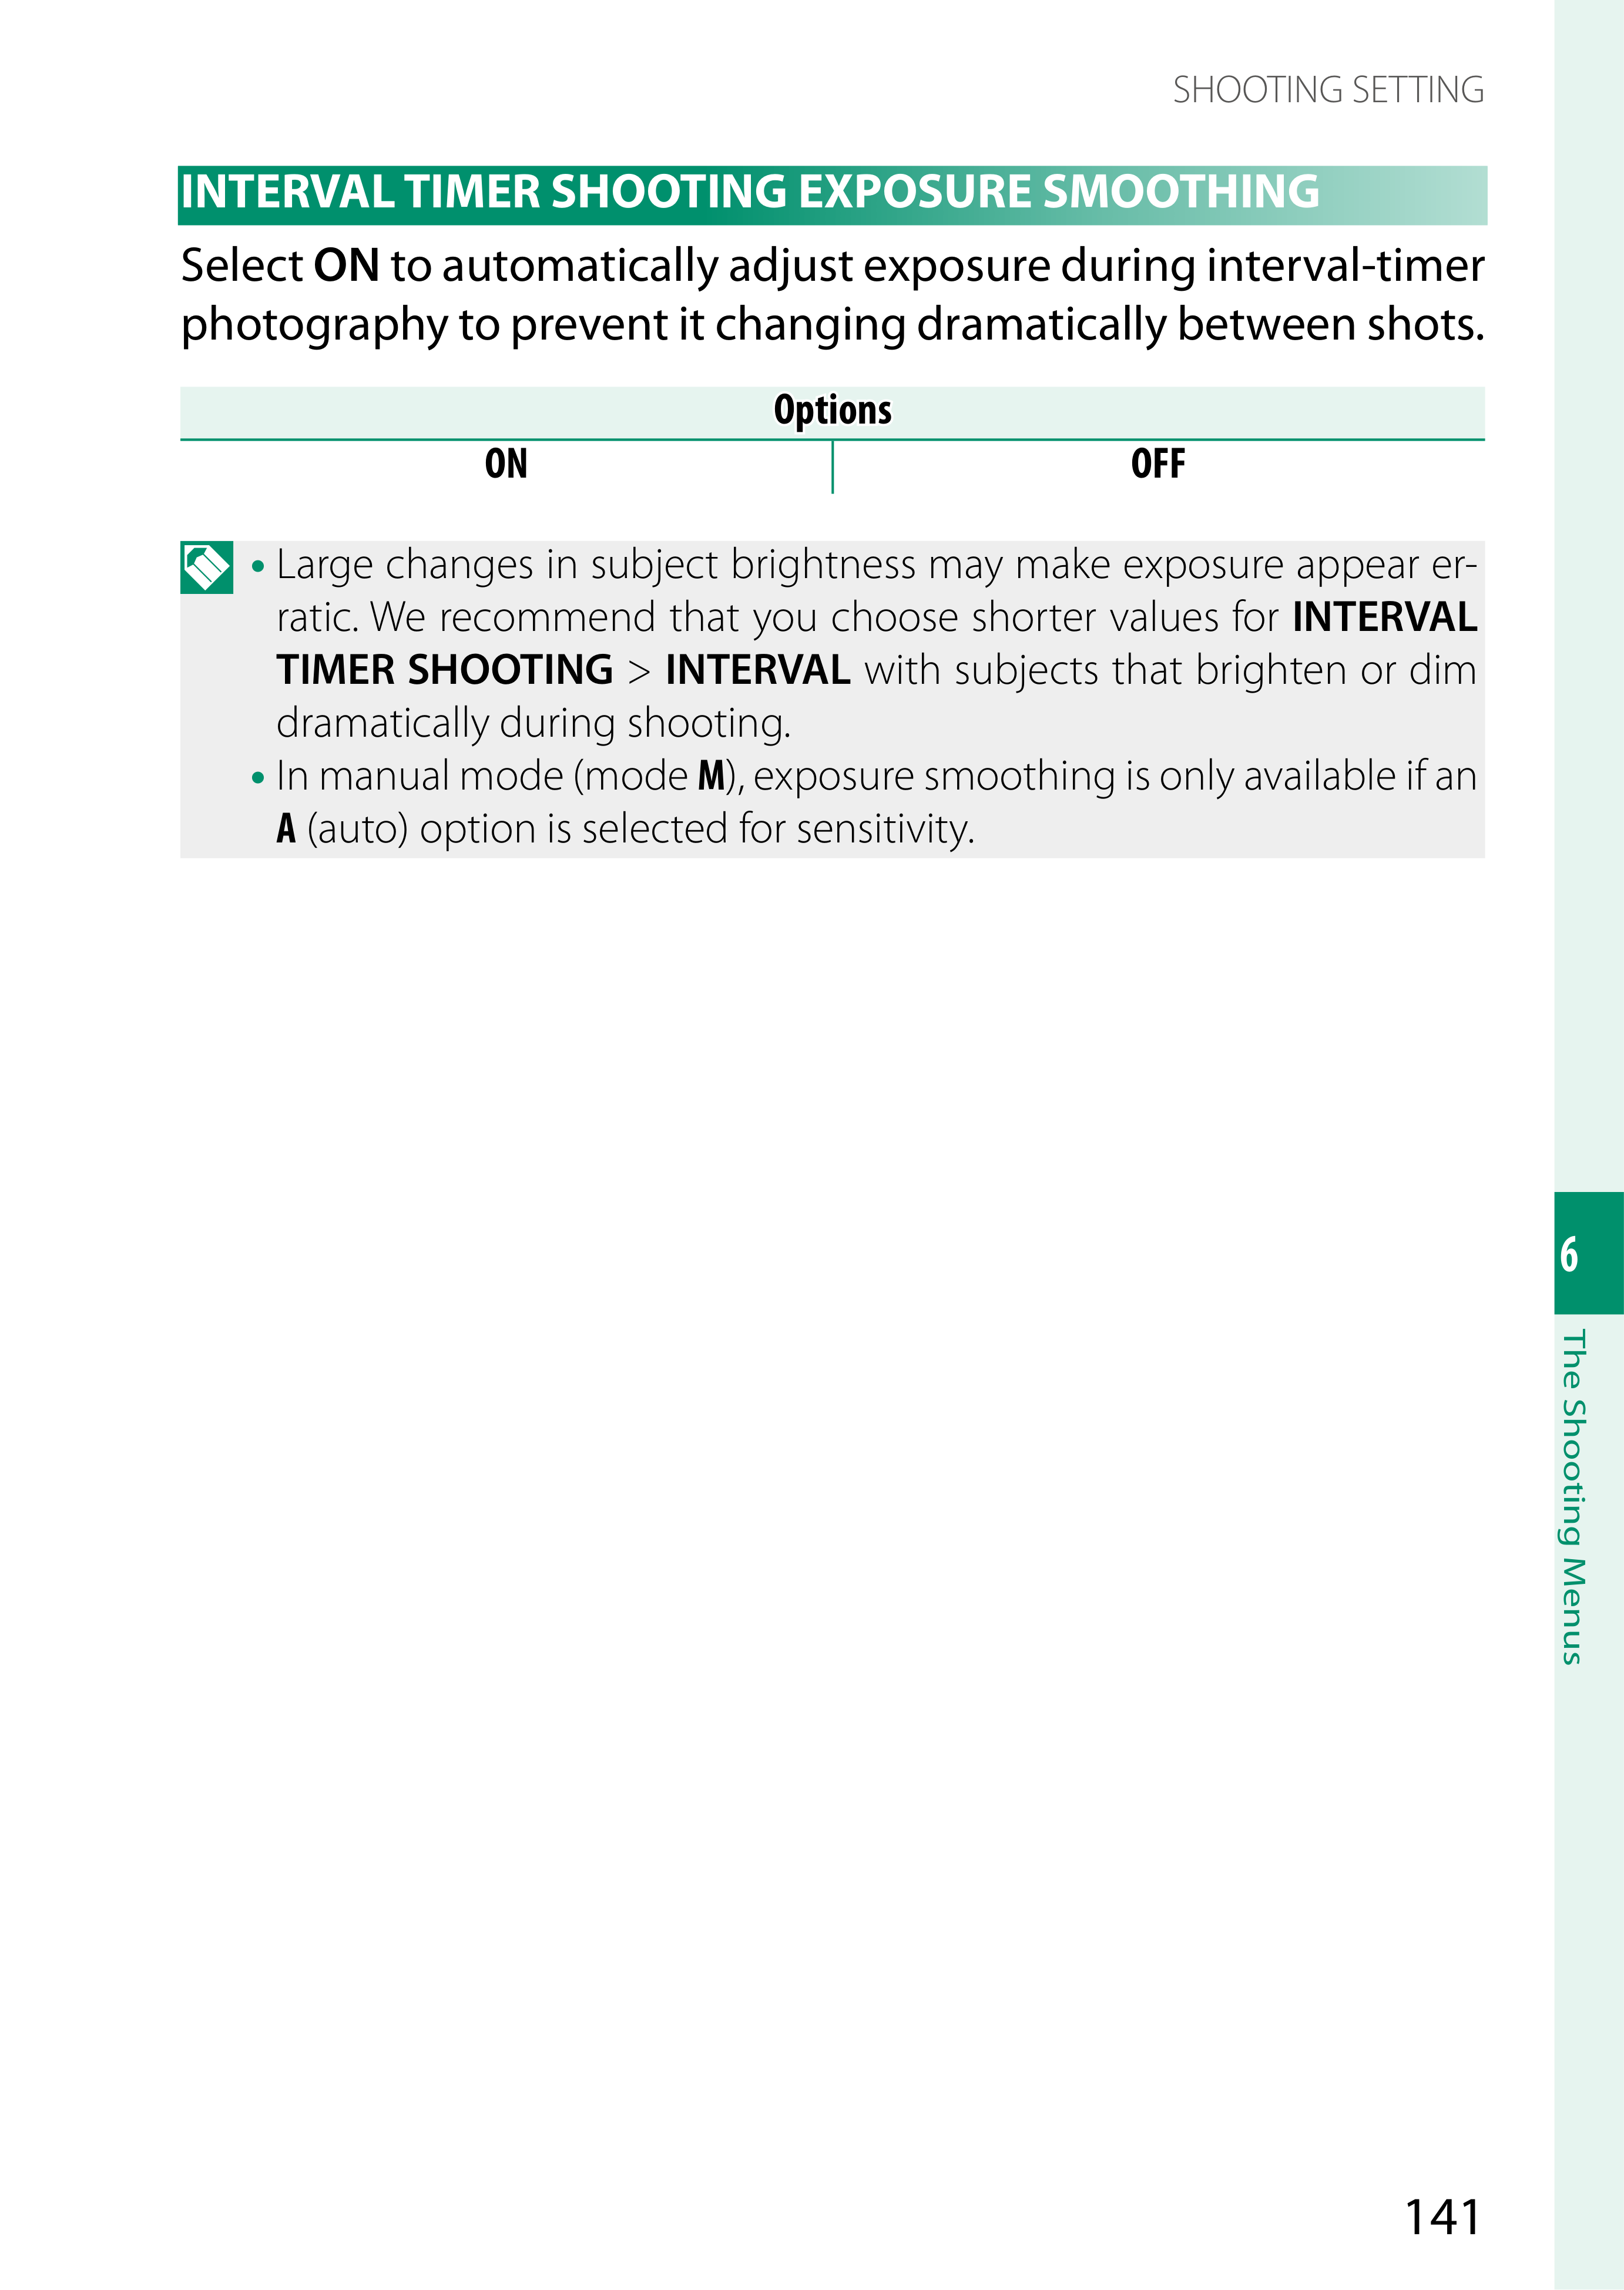 SHOOTING SETTING
INTERVAL TIMER SHOOTING EXPOSURE SMOOTHING
Select ON to automatically adjust exposure during interval-timer
photography to prevent it changing dramatically between shots.
Options
ON OFF
• Large changes in subject brightness may make exposure appear er-
ratic. We recommend that you choose shorter values for INTERVAL
TIMER SHOOTING > INTERVAL with subjects that brighten or dim
dramatically during shooting.
• In manual mode (mode M), exposure smoothing is only available if an
A (auto) option is selected for sensitivity.
6
The Shooting Menus
141